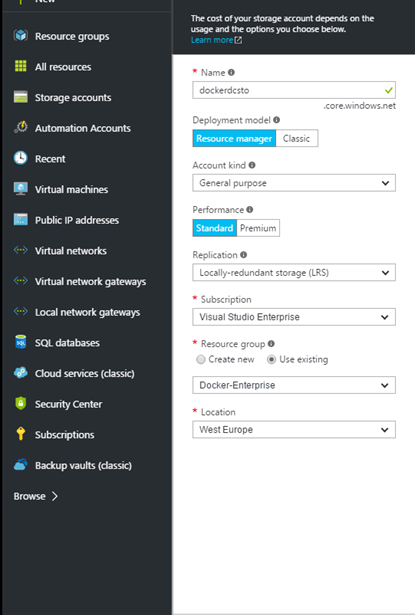 New
Resource groups
All resources
Storage accounts
Automation Accounts
Recent
Virtual machines
Public IP addresses
Virtual networks
Virtual network gateways
Local network gateways
SQL databases
Cloud services (classic)
Security Center
Subscriptions
Backup vaults (classic)
Browse >
The cost of your storage account depends on the
usage and the options you choose below.
Learn more
* Name
dockerdcsto
.core.windows.net
Deployment model
Resource manager Classic
Account kind
General purpose
Performance
Standard Premium
Replication
Locally-redundant storage (LRS)
* Subscription
Visual Studio Enterprise
* Resource group
Create new Use existing
Docker-Enterprise
* Location
West Europe